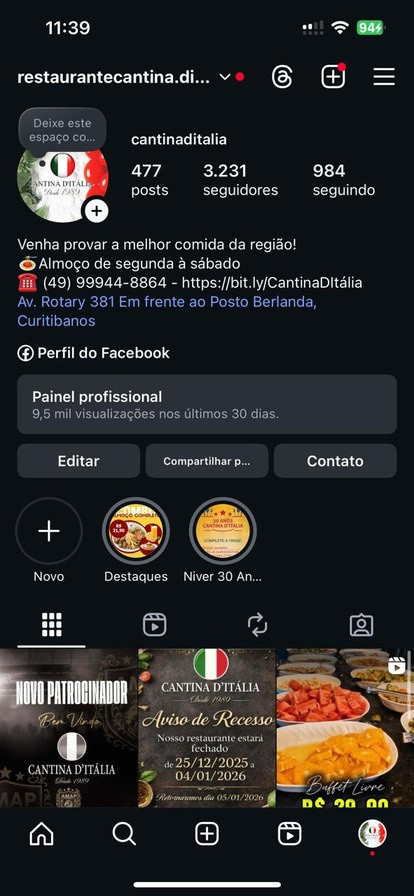 11:39
94
restaurantecantina.di...
Deixe este
espaço co...
cantinaditalia
477
posts
3.231
seguidores
984
seguindo
CANTINA D'ITÁLIA
Desde 1989
Venha provar a melhor comida da região!
Almoço de segunda à sábado
(49) 99944-8864 - https://bit.ly/CantinaDItália
Av. Rotary 381 Em frente ao Posto Berlanda,
Curitibanos
Perfil do Facebook
Painel profissional
9,5 mil visualizações nos últimos 30 dias.
Editar
Compartilhar p...
Contato
Novo
Destaques
Niver 30 An...
NOVO PATROCINADOR
Bem Vindo
CANTINA D'ITÁLIA
Desde 1989
AMAP
CANTINA D'ITÁLIA
Desde 1989
Aviso de Recesso
Nosso restaurante estará
fechado
de 25/12/2025 a
04/01/2026
Retornaremos dia 05/01/2026
Buffet Livre